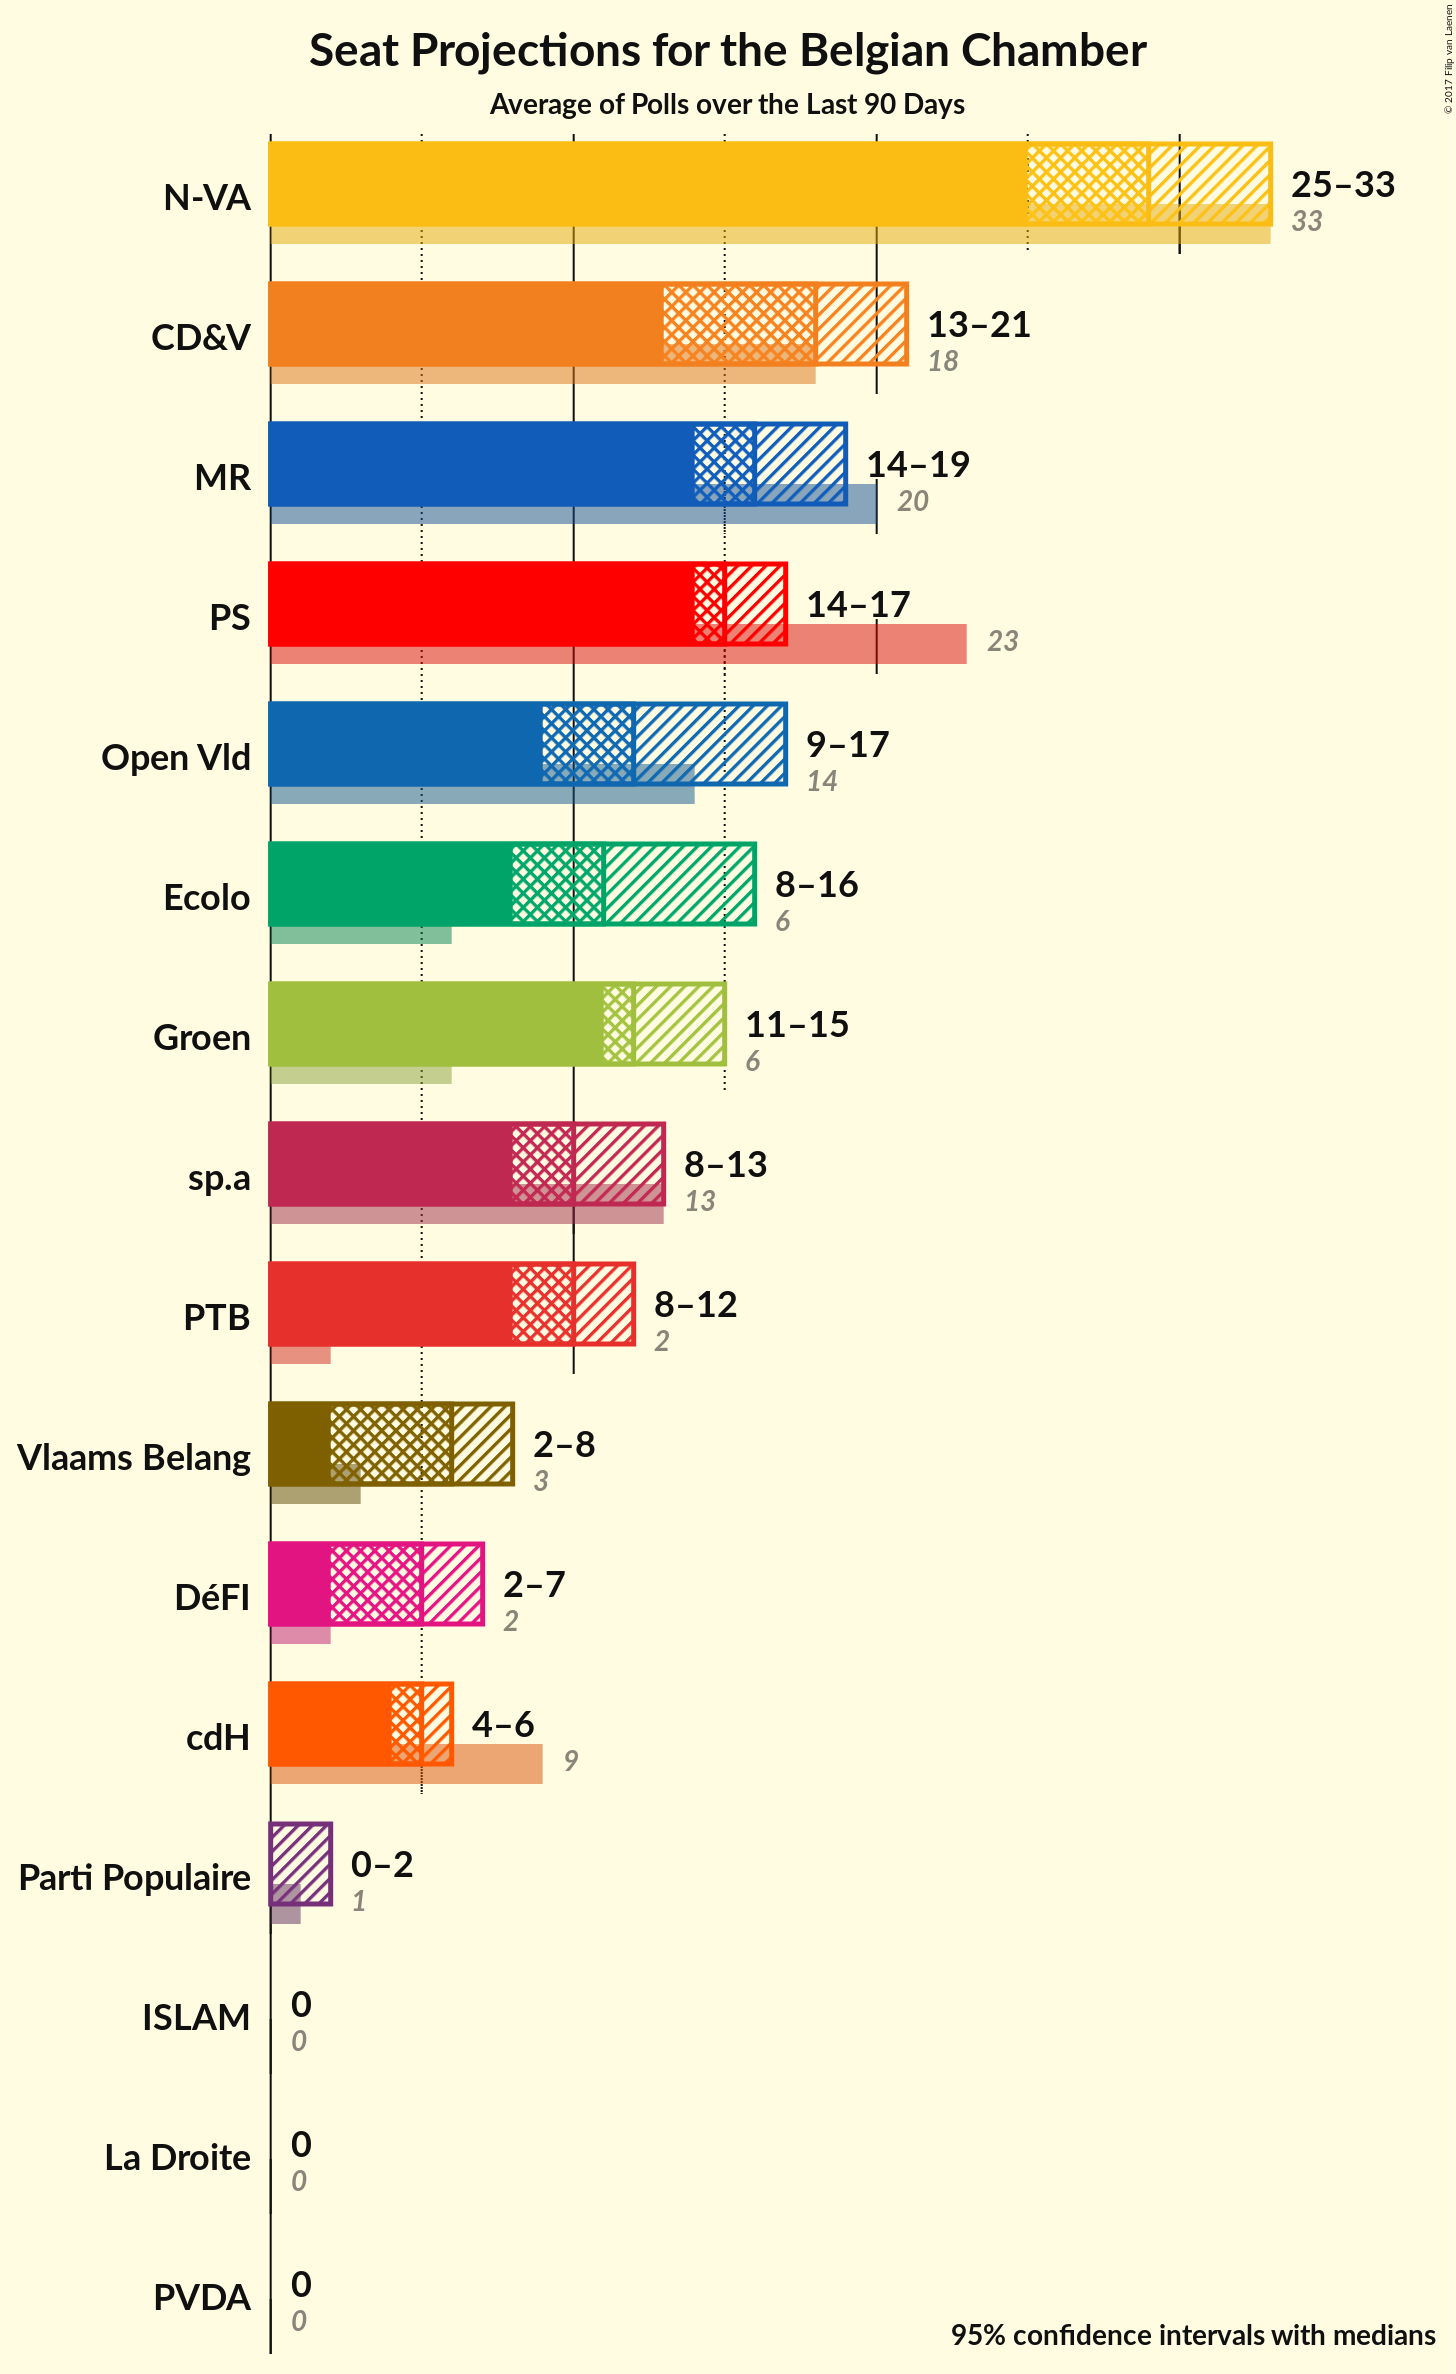 Seat Projections for the Belgian Chamber
Average of Polls over the Last 90 Days
© 2017 Filip van Laenen
N-VA
25–33
33
CD&V
13–21
18
MR
14–19
20
PS
14–17
23
Open Vld
9–17
14
Ecolo
8–16
6
Groen
11–15
6
sp.a
8–13
13
PTB
8–12
2
Vlaams Belang
2–8
3
DéFI
2–7
2
cdH
4–6
9
Parti Populaire
0–2
1
ISLAM
0
0
La Droite
0
0
PVDA
0
0
95% confidence intervals with medians